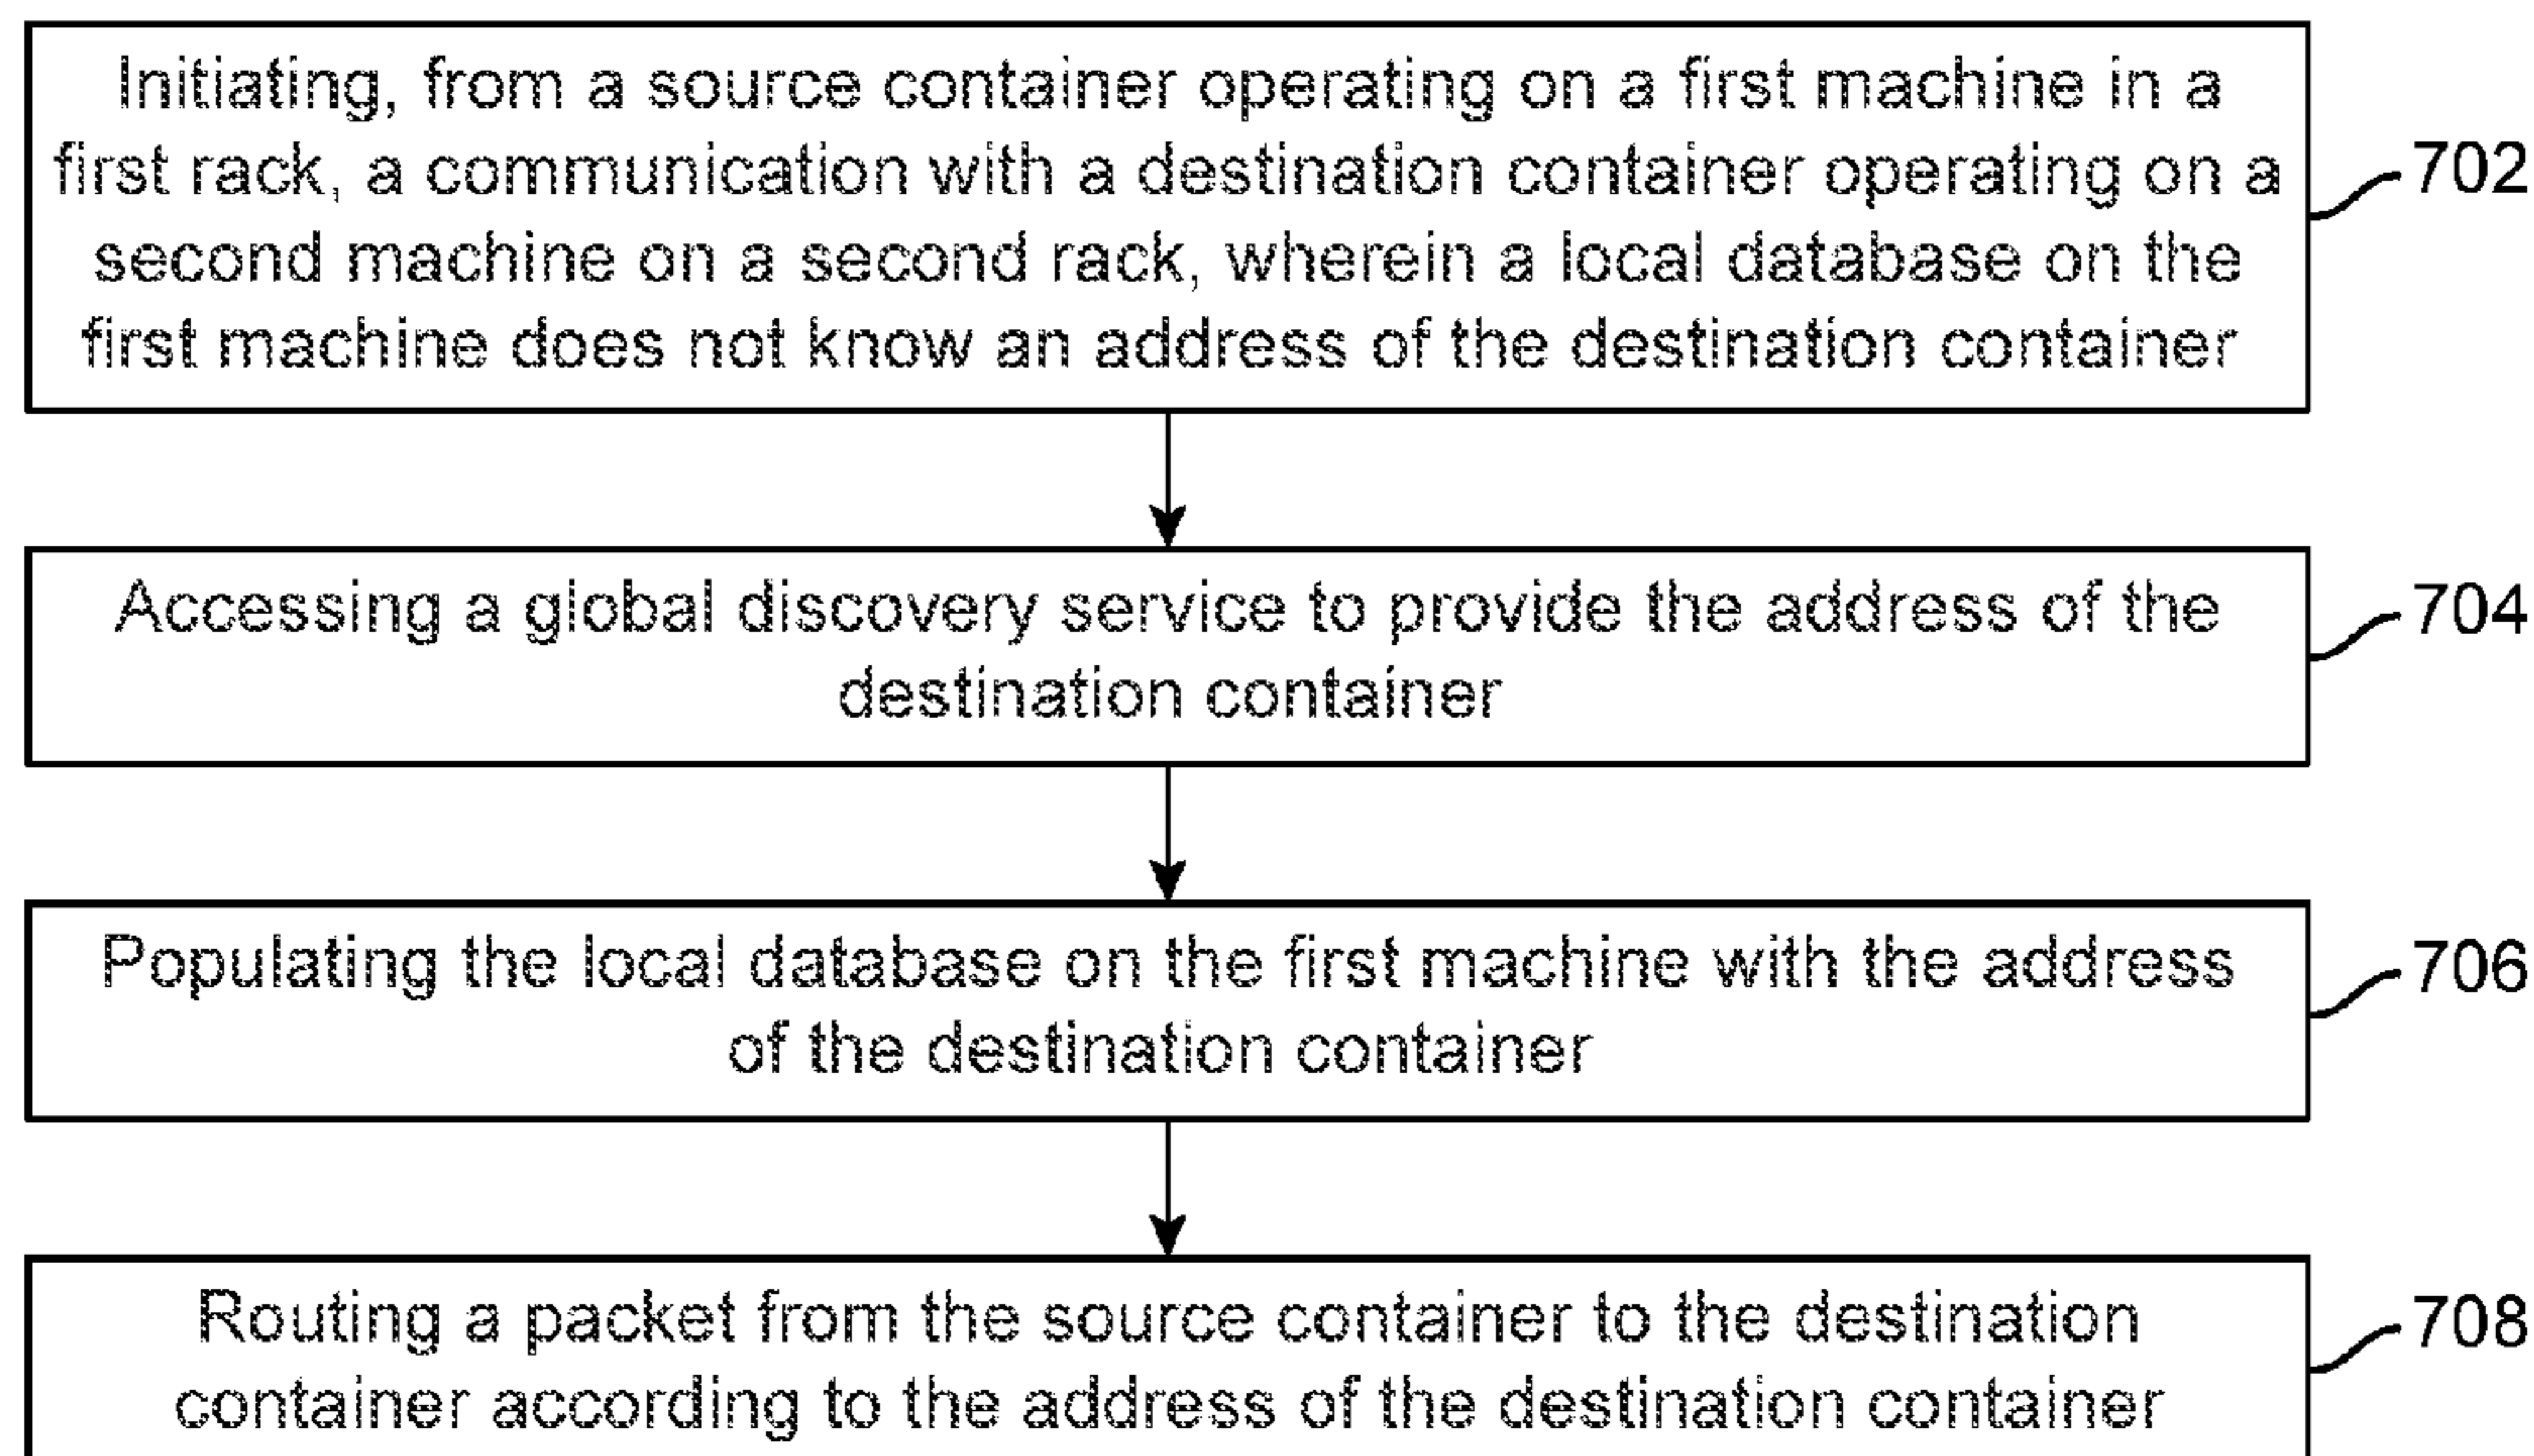 Initiating, from a source container operating on a first machine in a
first rack, a communication with a destination container operating on a
second machine on a second rack, wherein a local database on the
first machine does not know an address of the destination container
702
Accessing a global discovery service to provide the address of the
destination container
704
Populating the local database on the first machine with the address
of the destination container
706
Routing a packet from the source container to the destination
container according to the address of the destination container
708